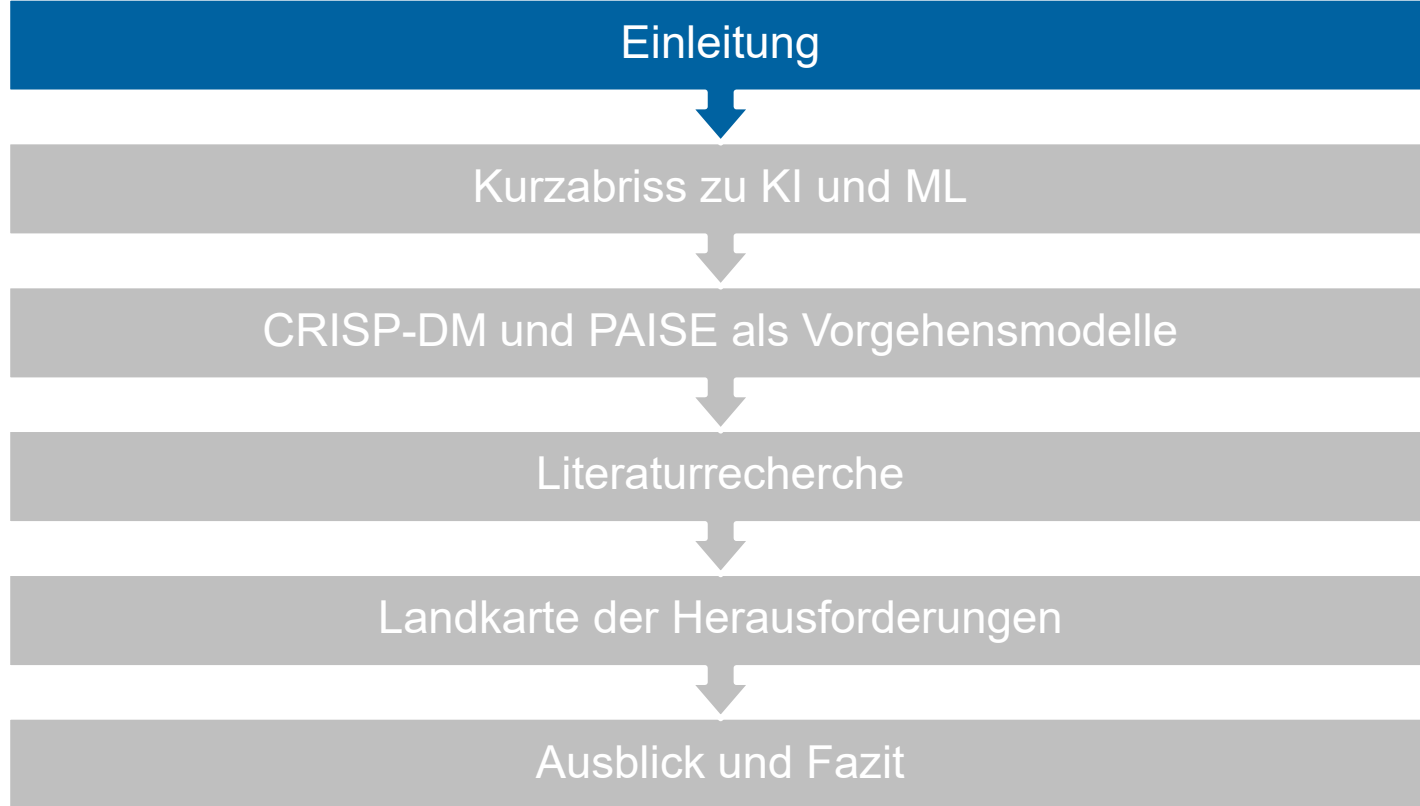 Einleitung
Kurzabriss zu KI und ML
CRISP-DM und PAISE als Vorgehensmodelle
Literaturrecherche
Landkarte der Herausforderungen
Ausblick und Fazit